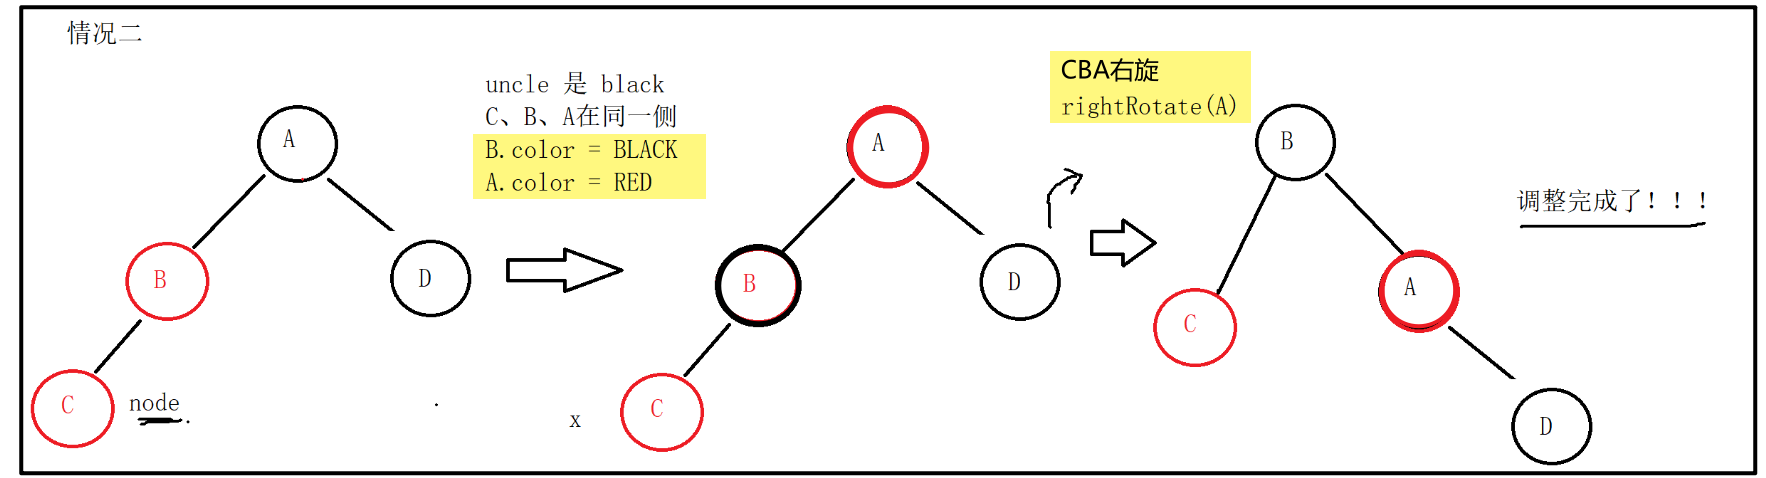 情况二
uncle 是 black
C、B、A在同一侧
B.color = BLACK
A.color = RED
CBA右旋
rightRotate(A)
调整完成了！！！
A
B
D
C
node
A
B
D
x
C
B
C
A
D